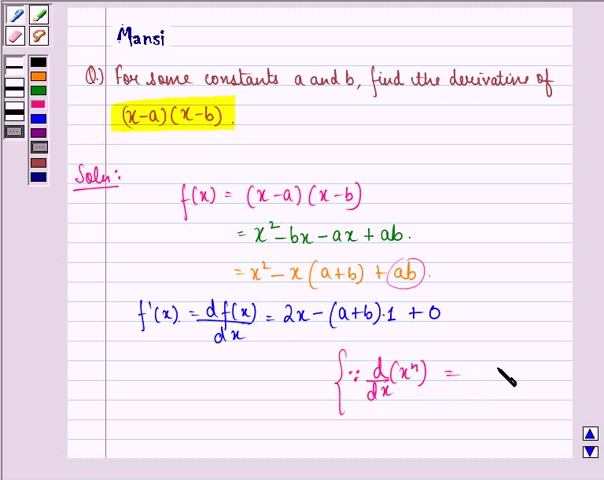 Mansi
Q.) For some constants a and b, find the derivative of
(x-a)(x-b).
Soln:
f(x) = (x-a)(x-b)
= x² - bx - ax + ab.
= x² - x(a+b) + ab.
f'(x). = df(x)/dx = 2x - (a+b)·1 + 0
{∵ d/dx (xⁿ) =